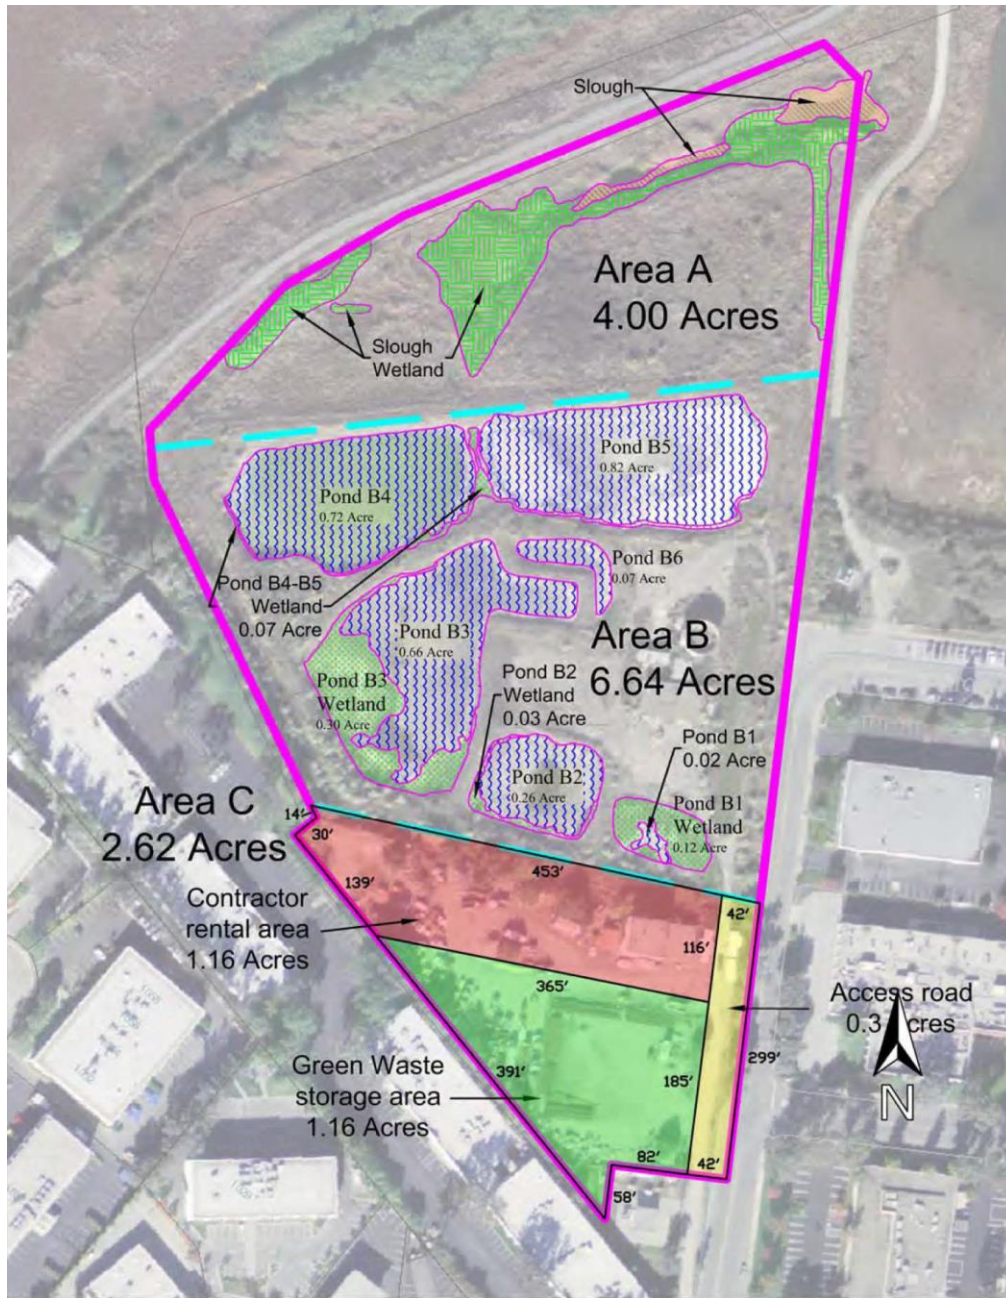 Slough
Area A
4.00 Acres
Slough
Wetland
Pond B5
0.82 Acre
Pond B4
0.72 Acre
Pond B6
0.07 Acre
Pond B4-B5
Wetland
0.07 Acre
Pond B3
0.66 Acre
Area B
6.64 Acres
Pond B3
Wetland
0.30 Acre
Pond B2
Wetland
0.03 Acre
Pond B1
0.02 Acre
Pond B2
0.26 Acre
Pond B1
Wetland
0.12 Acre
Area C
2.62 Acres
14'
30'
139'
453'
42'
Contractor
rental area
1.16 Acres
116'
365'
Access road
0.3 Acres
299'
Green Waste
storage area
1.16 Acres
391'
185'
82'
42'
58'
N